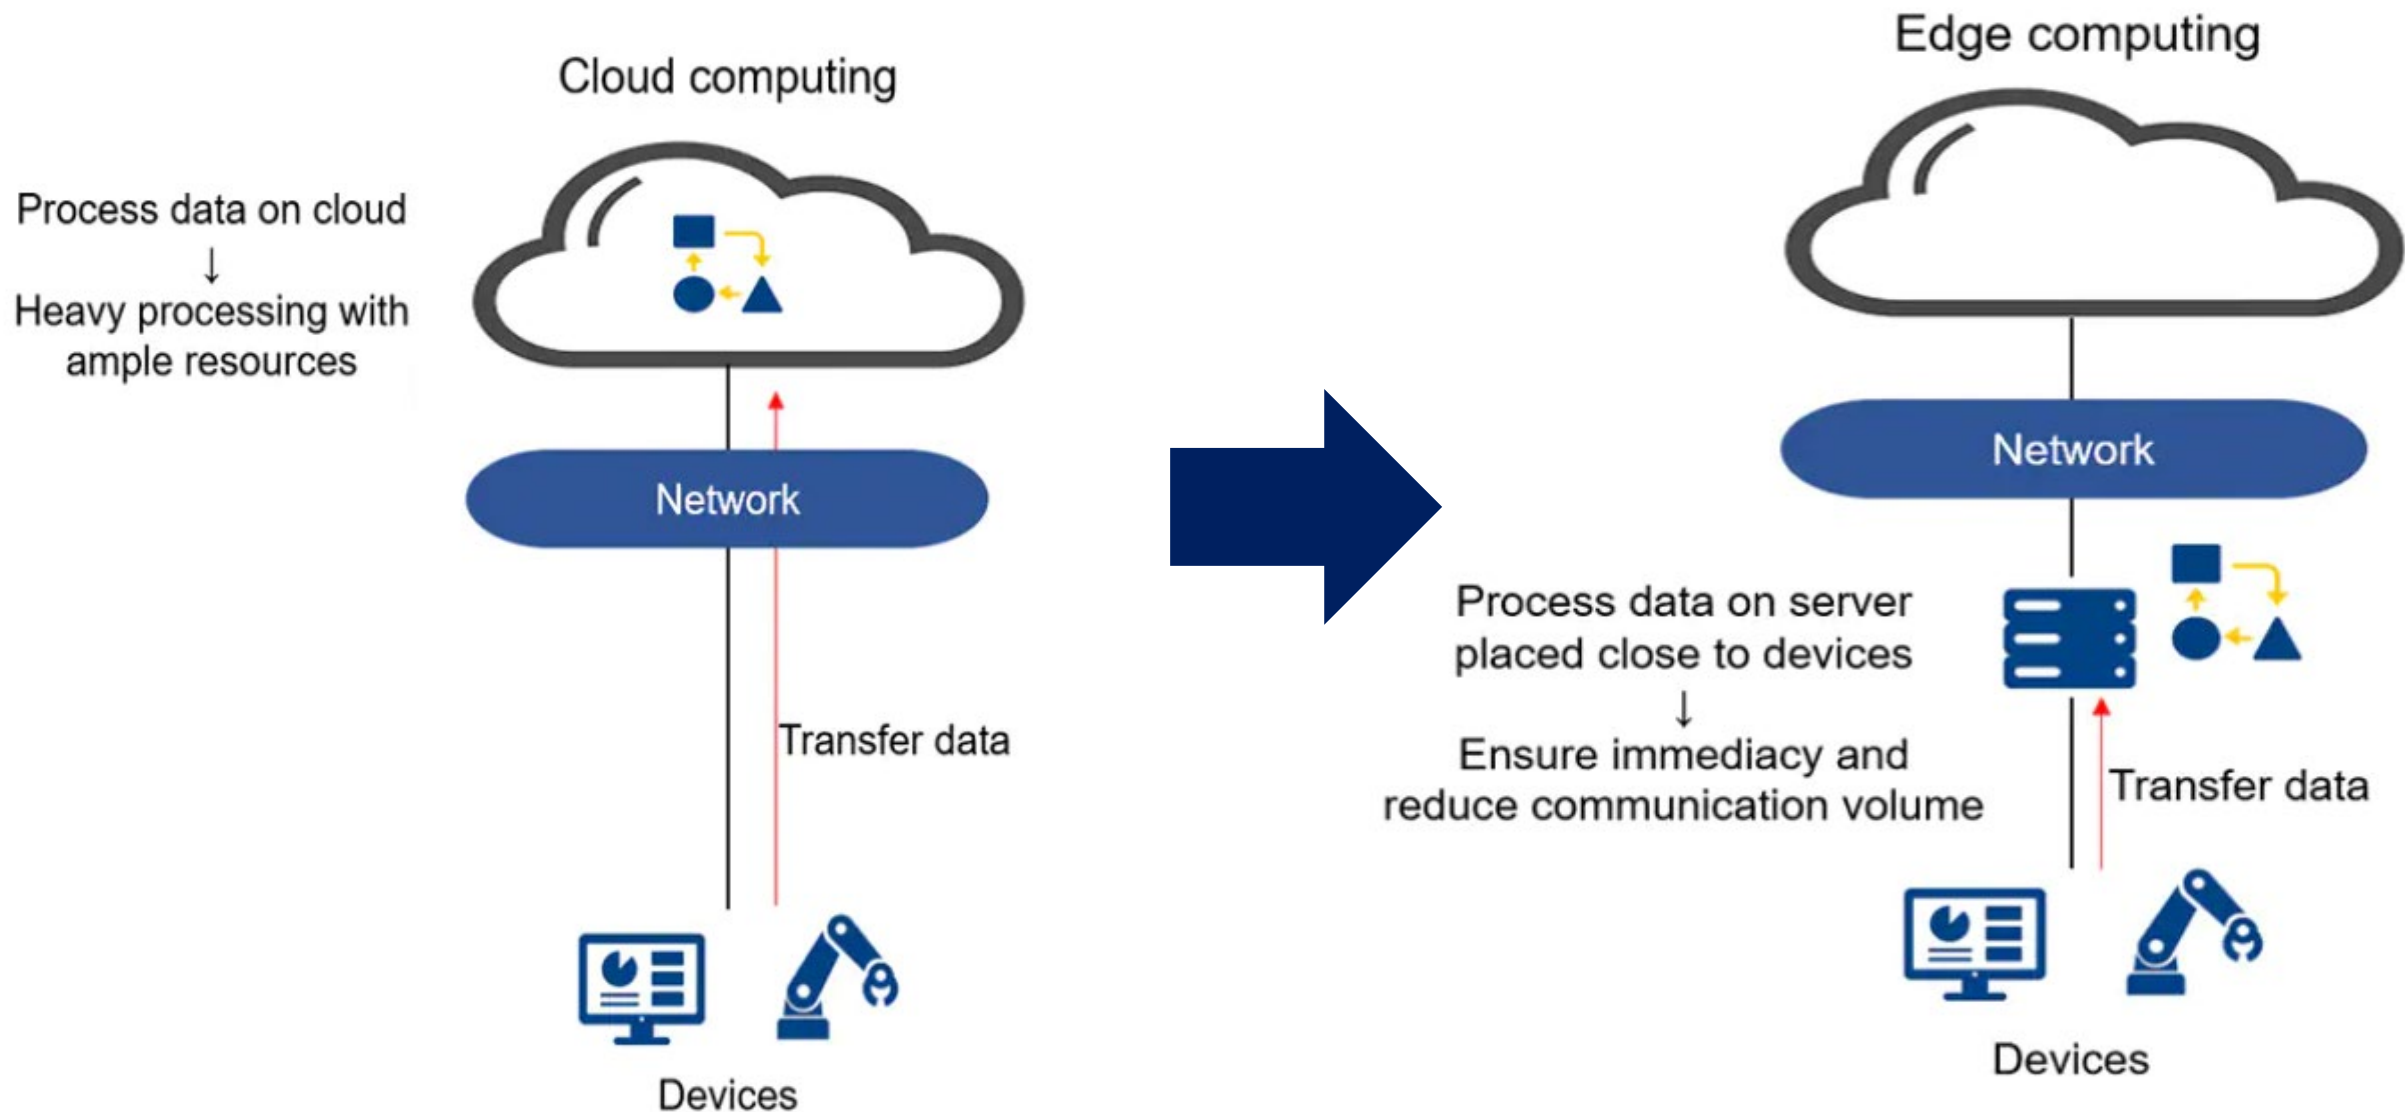 Cloud computing
Process data on cloud
↓
Heavy processing with
ample resources
Network
Transfer data
Devices
Edge computing
Network
Process data on server
placed close to devices
↓
Ensure immediacy and
reduce communication volume
Transfer data
Devices